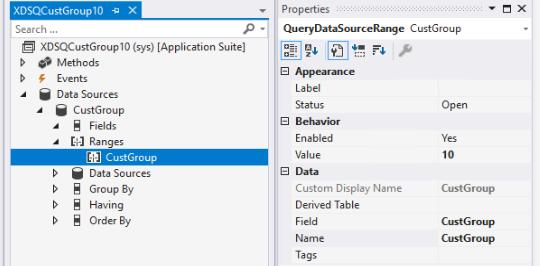 XDSQCustGroup10
Search ...
XDSQCustGroup10 (sys) [Application Suite]
Methods
Events
Data Sources
CustGroup
Fields
Ranges
CustGroup
Data Sources
Group By
Having
Order By
Properties
QueryDataSourceRange CustGroup
Appearance
Label
Status Open
Behavior
Enabled Yes
Value 10
Data
Custom Display Name CustGroup
Derived Table
Field CustGroup
Name CustGroup
Tags